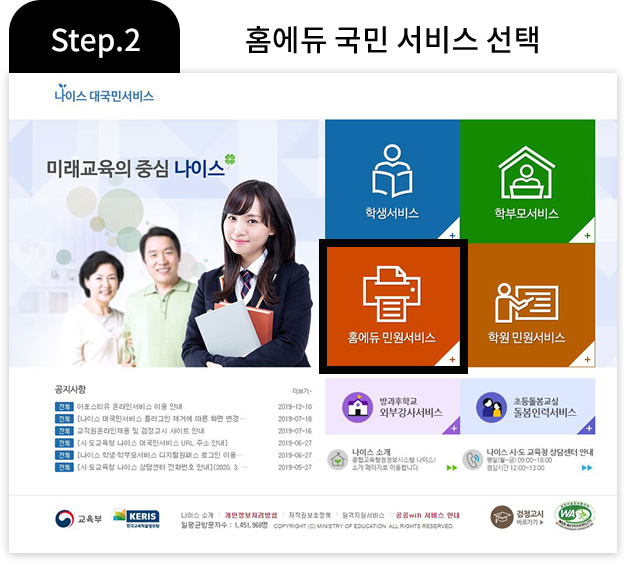 Step.2
홈에듀 국민 서비스 선택
나이스 대국민서비스
미래교육의 중심 나이스
학생서비스
학부모서비스
홈에듀 민원서비스
학원 민원서비스
공지사항
더보기+
전체 아포스티유 온라인서비스 이용 안내 2019-12-10
전체 [나이스 대국민서비스 플러그인 제거에 따른 화면 변경… 2019-07-18
전체 교직원온라인채용 및 검정고시 사이트 안내 2019-07-16
전체 [시·도교육청 나이스 대국민서비스 URL 주소 안내] 2019-06-27
전체 [나이스 학생·학부모서비스 디지털원패스 로그인 이용… 2019-06-27
전체 [시·도교육청 나이스 상담센터 전화번호 안내](2020. 3. … 2019-05-27
방과후학교
외부강사서비스
초등돌봄교실
돌봄인력서비스
나이스 소개
종합교육행정정보시스템 나이스!
소개 페이지로 이동합니다
나이스 시·도 교육청 상담센터 안내
평일(월~금) 09:00~18:00
점심시간 12:00~13:00
교육부
KERIS
한국교육학술정보원
나이스 소개 개인정보처리방침 저작권보호정책 원격지원서비스 공공wifi 서비스 안내
일평균방문자수 : 1,451,968명 COPYRIGHT (C) MINISTRY OF EDUCATION. ALL RIGHTS RESERVED.
검정고시
바로가기
WA
WEB ACCESSIBILITY